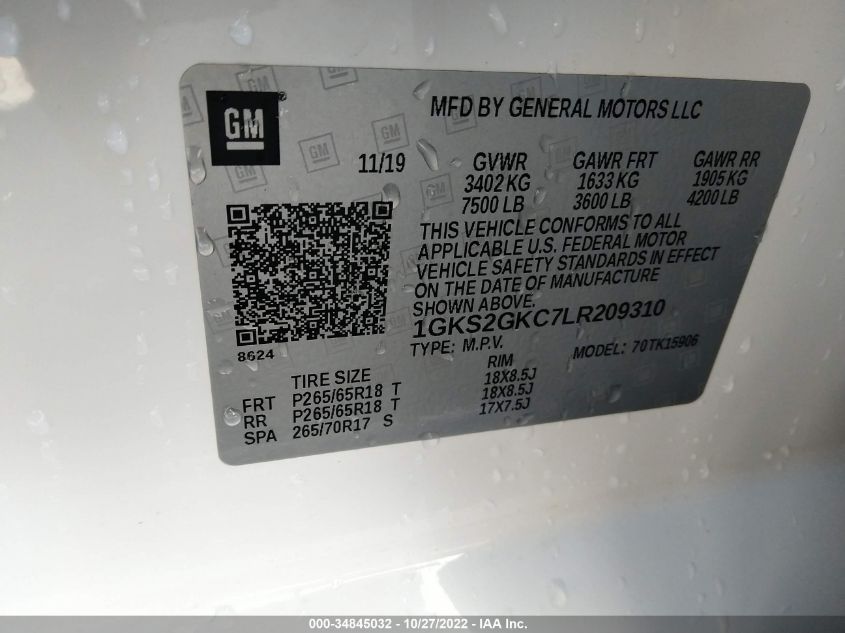 GM
MFD BY GENERAL MOTORS LLC
11/19
GVWR GAWR FRT GAWR RR
3402 KG 1633 KG 1905 KG
7500 LB 3600 LB 4200 LB
THIS VEHICLE CONFORMS TO ALL
APPLICABLE U.S. FEDERAL MOTOR
VEHICLE SAFETY STANDARDS IN EFFECT
ON THE DATE OF MANUFACTURE
SHOWN ABOVE.
1GKS2GKC7LR209310
8624
TYPE: M.P.V. MODEL: 70TK15906
TIRE SIZE RIM
FRT P265/65R18 T 18X8.5J
RR P265/65R18 T 18X8.5J
SPA 265/70R17 S 17X7.5J
000-34845032 - 10/27/2022 - IAA Inc.